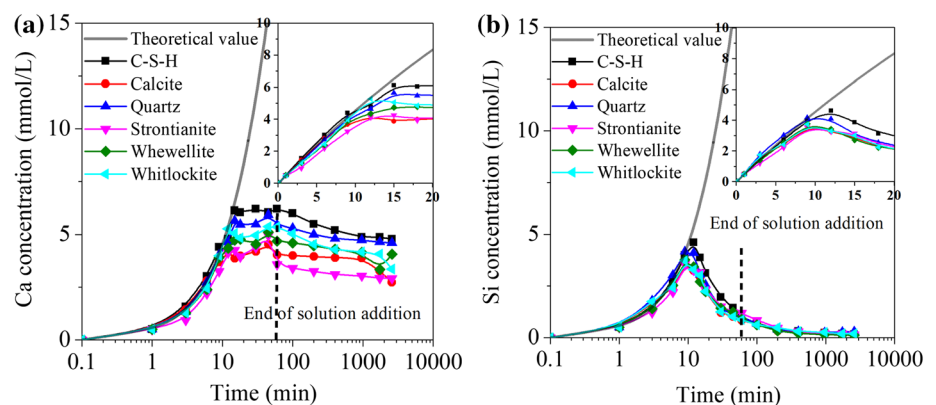 (a)
Ca concentration (mmol/L)
15
10
5
0
0.1 1 10 100 1000 10000
Time (min)
Theoretical value
C-S-H
Calcite
Quartz
Strontianite
Whewellite
Whitlockite
End of solution addition
10
8
6
4
2
0
0 5 10 15 20
(b)
Si concentration (mmol/L)
15
10
5
0
0.1 1 10 100 1000 10000
Time (min)
Theoretical value
C-S-H
Calcite
Quartz
Strontianite
Whewellite
Whitlockite
End of solution addition
10
8
6
4
2
0
0 5 10 15 20